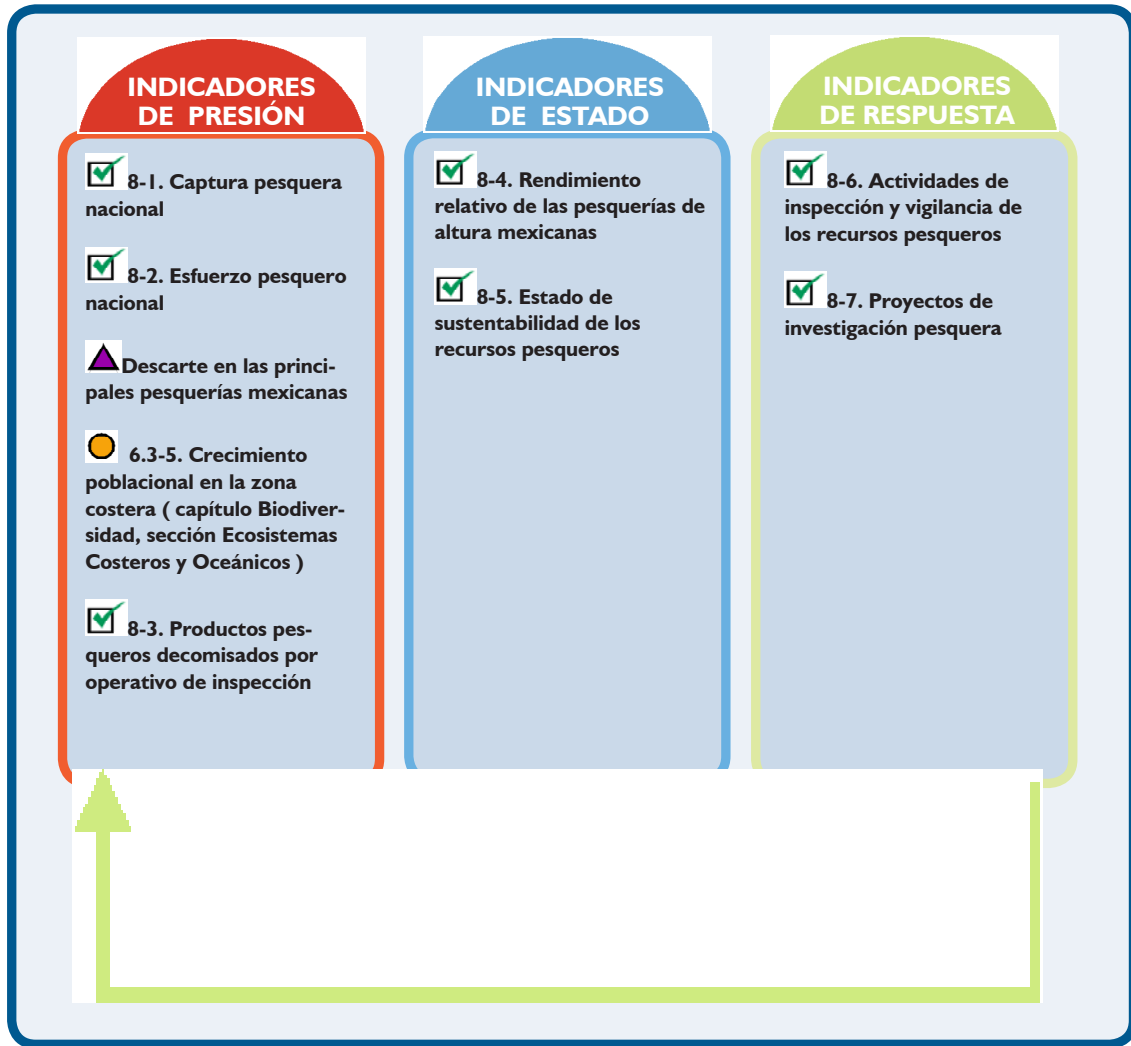 INDICADORES
DE PRESIÓN
8-1. Captura pesquera
nacional
8-2. Esfuerzo pesquero
nacional
Descarte en las princi-
pales pesquerías mexicanas
6.3-5. Crecimiento
poblacional en la zona
costera ( capítulo Biodiver-
sidad, sección Ecosistemas
Costeros y Oceánicos )
8-3. Productos pes-
queros decomisados por
operativo de inspección
INDICADORES
DE ESTADO
8-4. Rendimiento
relativo de las pesquerías de
altura mexicanas
8-5. Estado de
sustentabilidad de los
recursos pesqueros
INDICADORES
DE RESPUESTA
8-6. Actividades de
inspección y vigilancia de
los recursos pesqueros
8-7. Proyectos de
investigación pesquera